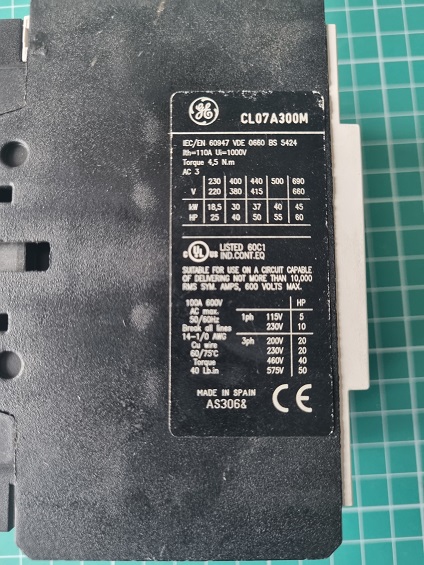 GE CL07A300M
IEC/EN 60947 VDE 0660 BS 5424
Ith=110A Ui=1000V
Torque 4,5 N.m
AC 3
230 400 440 500 690
V 220 380 415 660
kW 18,5 30 37 40 45
HP 25 40 50 55 60
c UL us LISTED 60C1
IND.CONT.EQ
SUITABLE FOR USE ON A CIRCUIT CAPABLE
OF DELIVERING NOT MORE THAN 10,000
RMS SYM. AMPS, 600 VOLTS MAX.
100A 600V HP
AC max. 1ph 115V 5
50/60Hz 230V 10
Break all lines
14-1/0 AWG 3ph 200V 20
Cu wire 230V 20
60/75°C 460V 40
Torque 575V 50
40 Lb.in
MADE IN SPAIN
AS306& CE